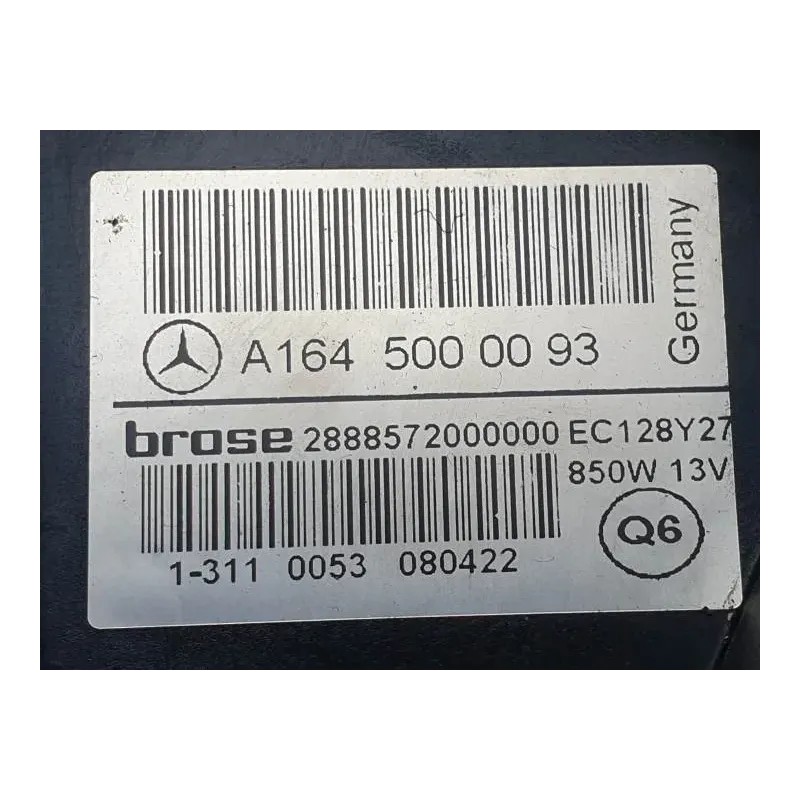 A164 500 00 93
Germany
brose 2888572000000 EC128Y27
850W 13V
Q6
1-311 0053 080422